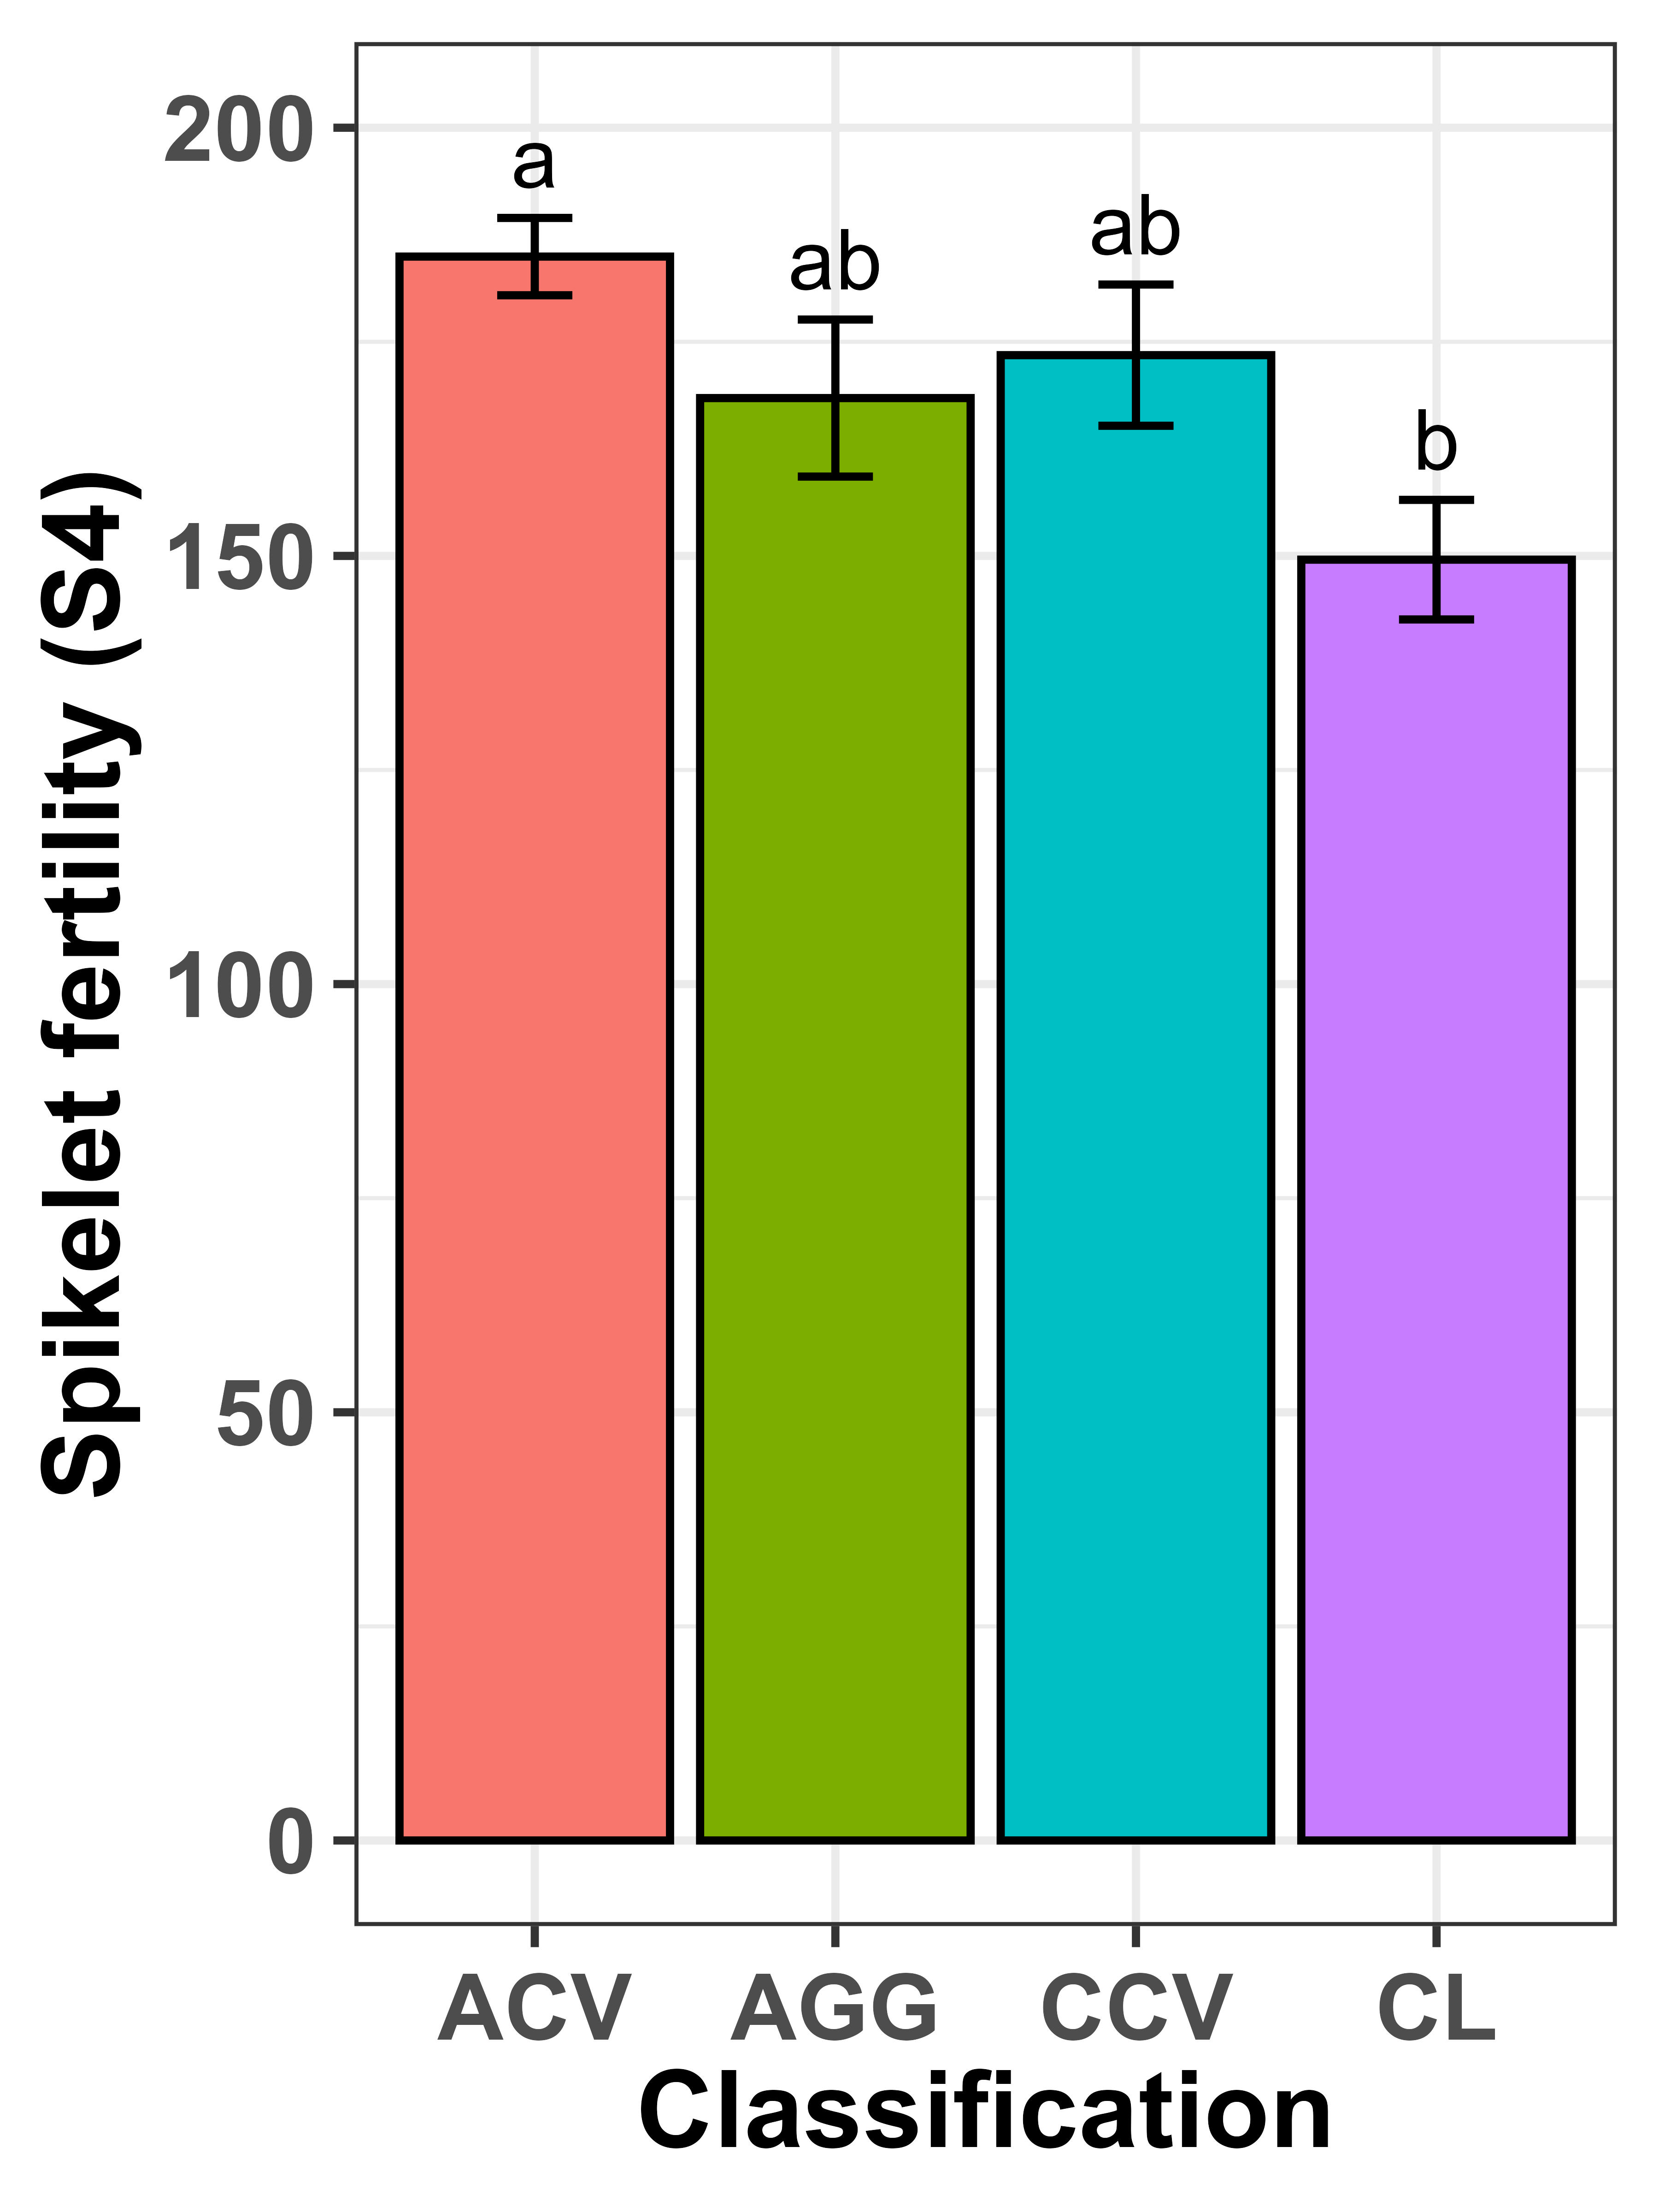 Spikelet fertility (S4)
200
150
100
50
0
a
ab
ab
b
ACV
AGG
CCV
CL
Classification